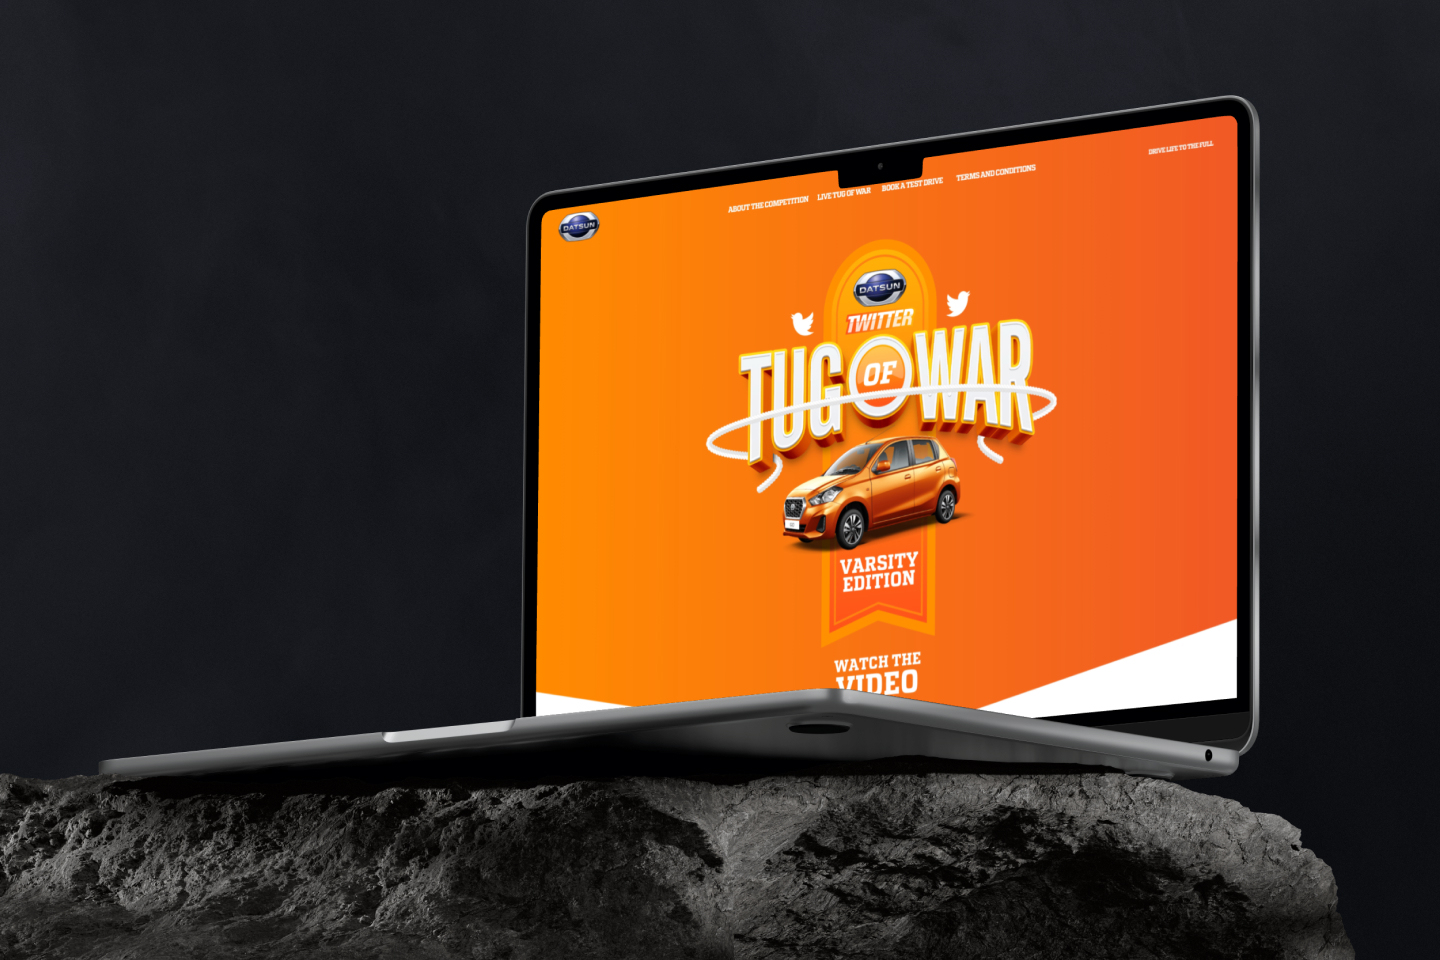 DATSUN
ABOUT THE COMPETITION
LIVE TUG OF WAR
BOOK A TEST DRIVE
TERMS AND CONDITIONS
DRIVE LIFE TO THE FULL
DATSUN
TWITTER
TUG OF WAR
VARSITY
EDITION
WATCH THE
VIDEO